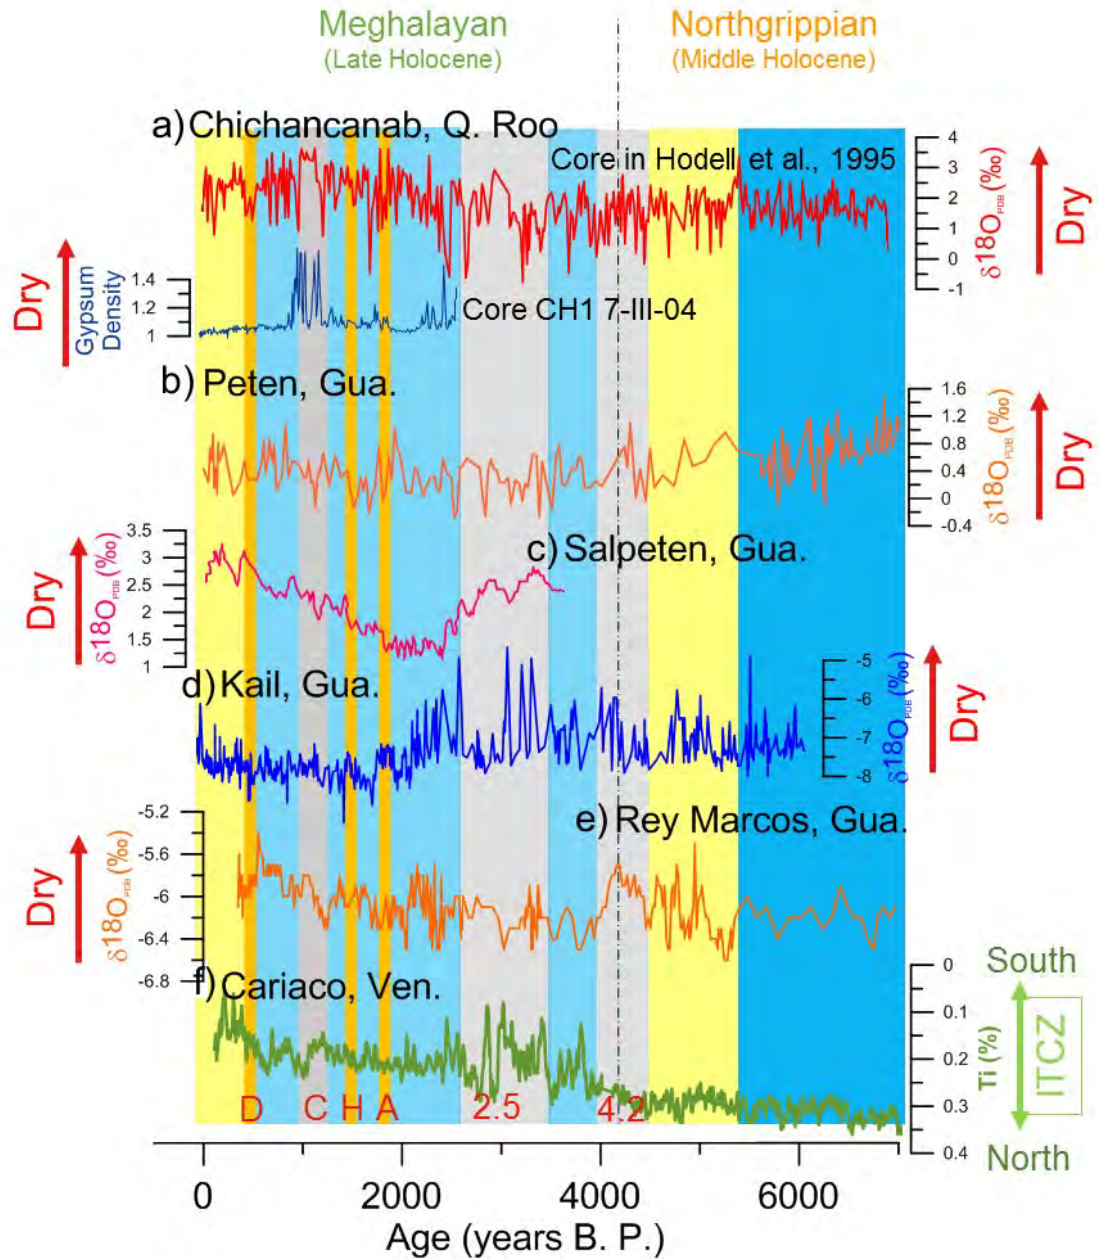 Meghalayan
(Late Holocene)
Northgrippian
(Middle Holocene)
a) Chichancanab, Q. Roo
Core in Hodell et al., 1995
4
3
2
1
0
-1
δ18O PDB (‰)
Dry
Dry
Gypsum
Density
1.4
1.2
1
Core CH1 7-III-04
b) Peten, Gua.
1.6
1.2
0.8
0.4
0
-0.4
δ18O PDB (‰)
Dry
c) Salpeten, Gua.
3.5
3
2.5
2
1.5
1
δ18O PDB (‰)
Dry
d) Kail, Gua.
-5
-6
-7
-8
δ18O PDB (‰)
Dry
e) Rey Marcos, Gua.
-5.2
-5.6
-6
-6.4
-6.8
δ18O PDB (‰)
Dry
f) Cariaco, Ven.
0
0.1
0.2
0.3
0.4
Ti (%)
South
ITCZ
North
D C H A 2.5 4.2
0 2000 4000 6000
Age (years B. P.)